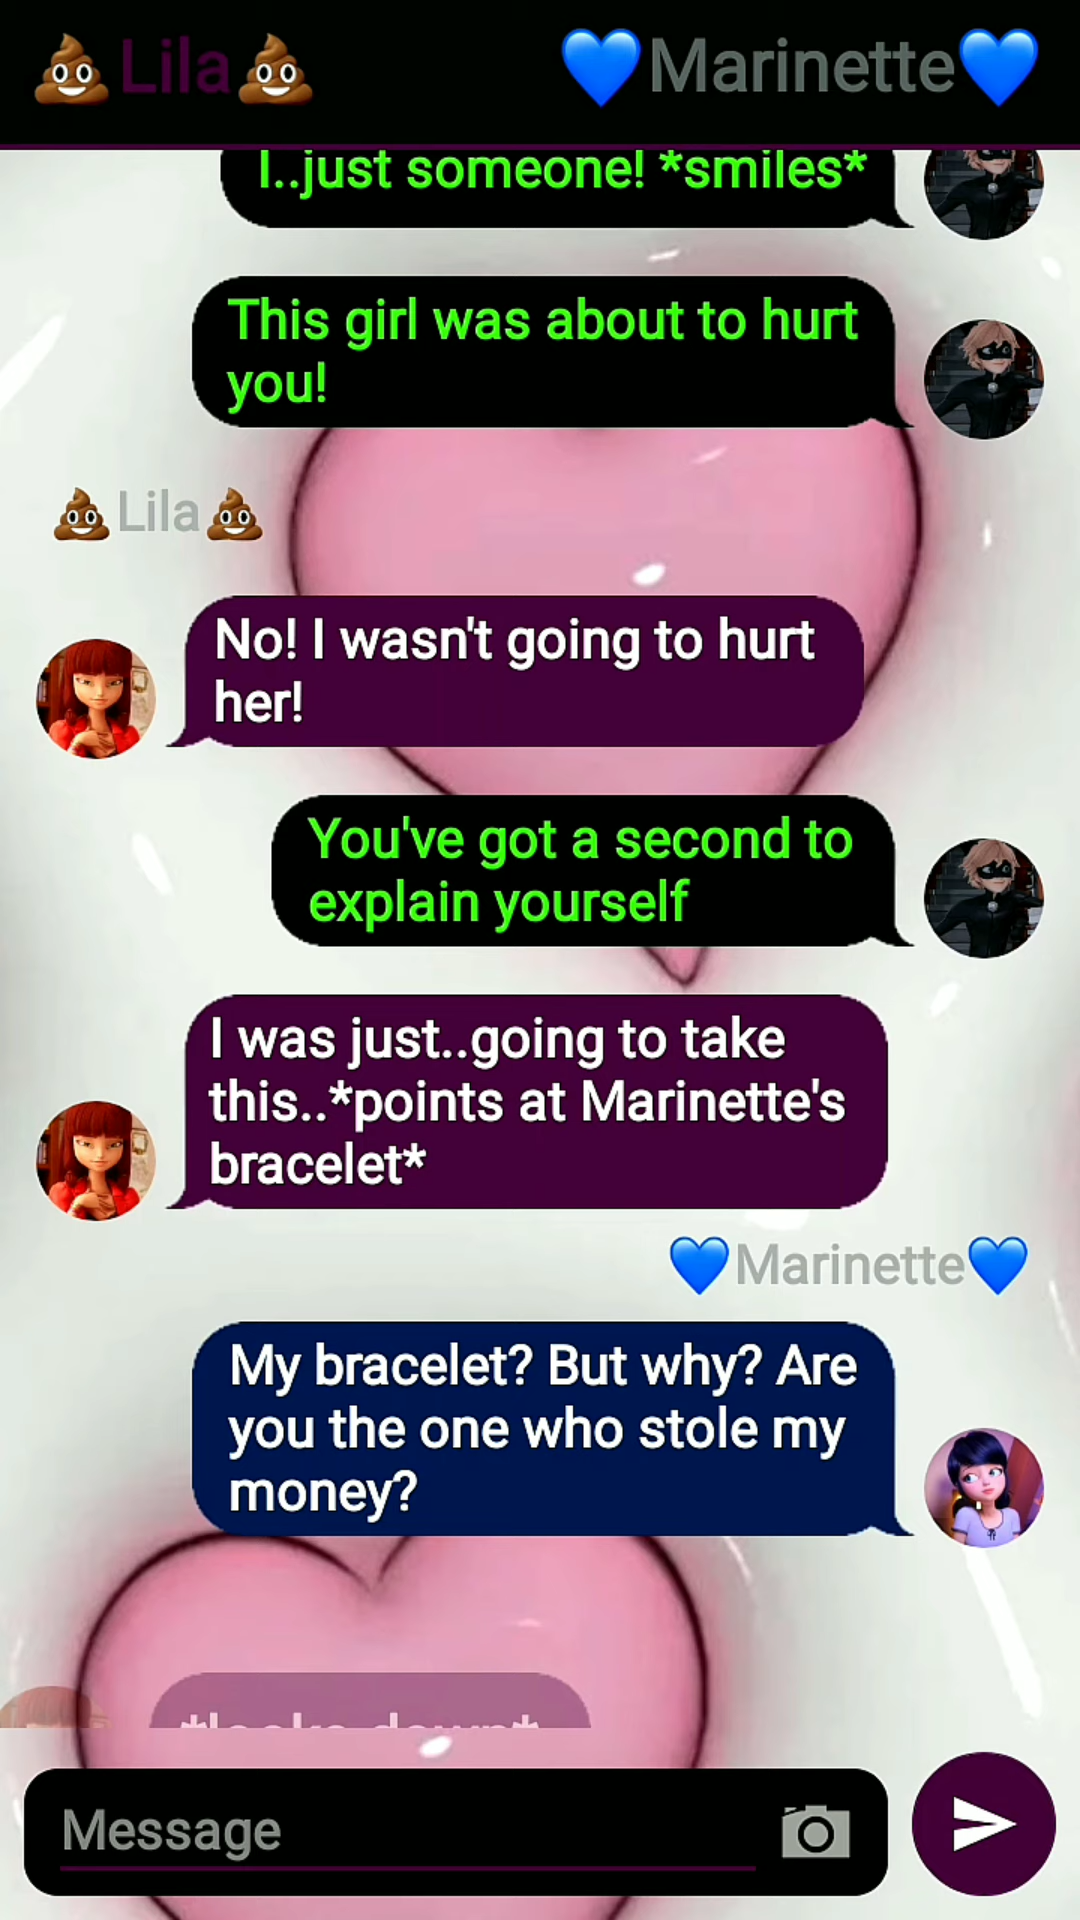 💩Lila💩 💙Marinette💙
I..just someone! *smiles*
This girl was about to hurt
you!
💩Lila💩
No! I wasn't going to hurt
her!
You've got a second to
explain yourself
I was just..going to take
this..*points at Marinette's
bracelet*
💙Marinette💙
My bracelet? But why? Are
you the one who stole my
money?
*looks down*
Message